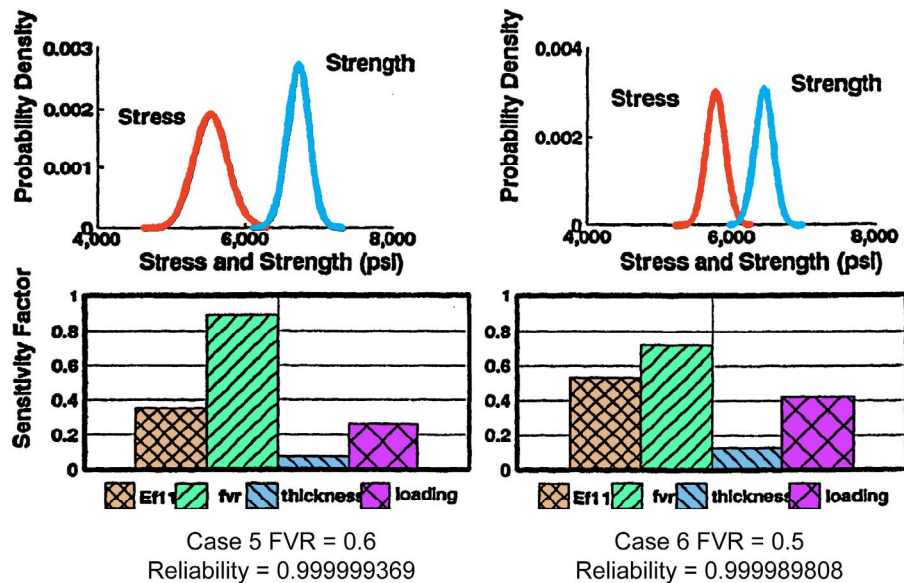 Probability Density
0.003
0.002
0.001
0
Stress
Strength
4,000
6,000
8,000
Stress and Strength (psi)
Probability Density
0.004
0.002
0
Stress
Strength
4,000
6,000
8,000
Stress and Strength (psi)
Sensitivity Factor
1
0.8
0.6
0.4
0.2
0
Ef11
fvr
thickness
loading
1
0.8
0.6
0.4
0.2
0
Ef11
fvr
thickness
loading
Case 5 FVR = 0.6
Reliability = 0.999999369
Case 6 FVR = 0.5
Reliability = 0.999989808